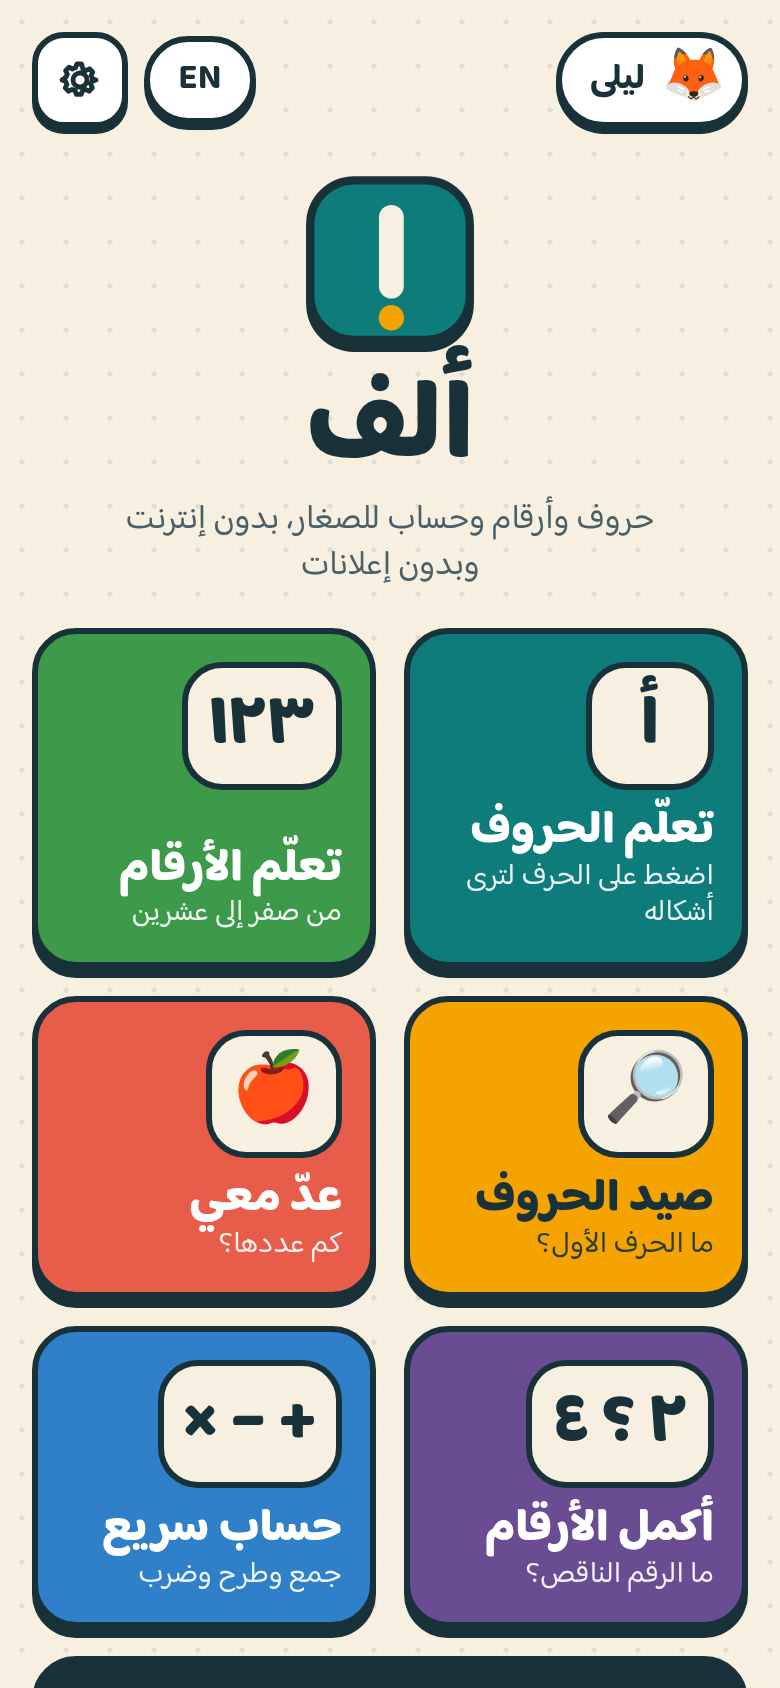 ليلى
EN
ألف
حروف وأرقام وحساب للصغار، بدون إنترنت
وبدون إعلانات
أ
تعلّم الحروف
اضغط على الحرف لترى
أشكاله
١٢٣
تعلّم الأرقام
من صفر إلى عشرين
صيد الحروف
ما الحرف الأول؟
عدّ معي
كم عددها؟
٢ ؟ ٤
أكمل الأرقام
ما الرقم الناقص؟
+ − ×
حساب سريع
جمع وطرح وضرب